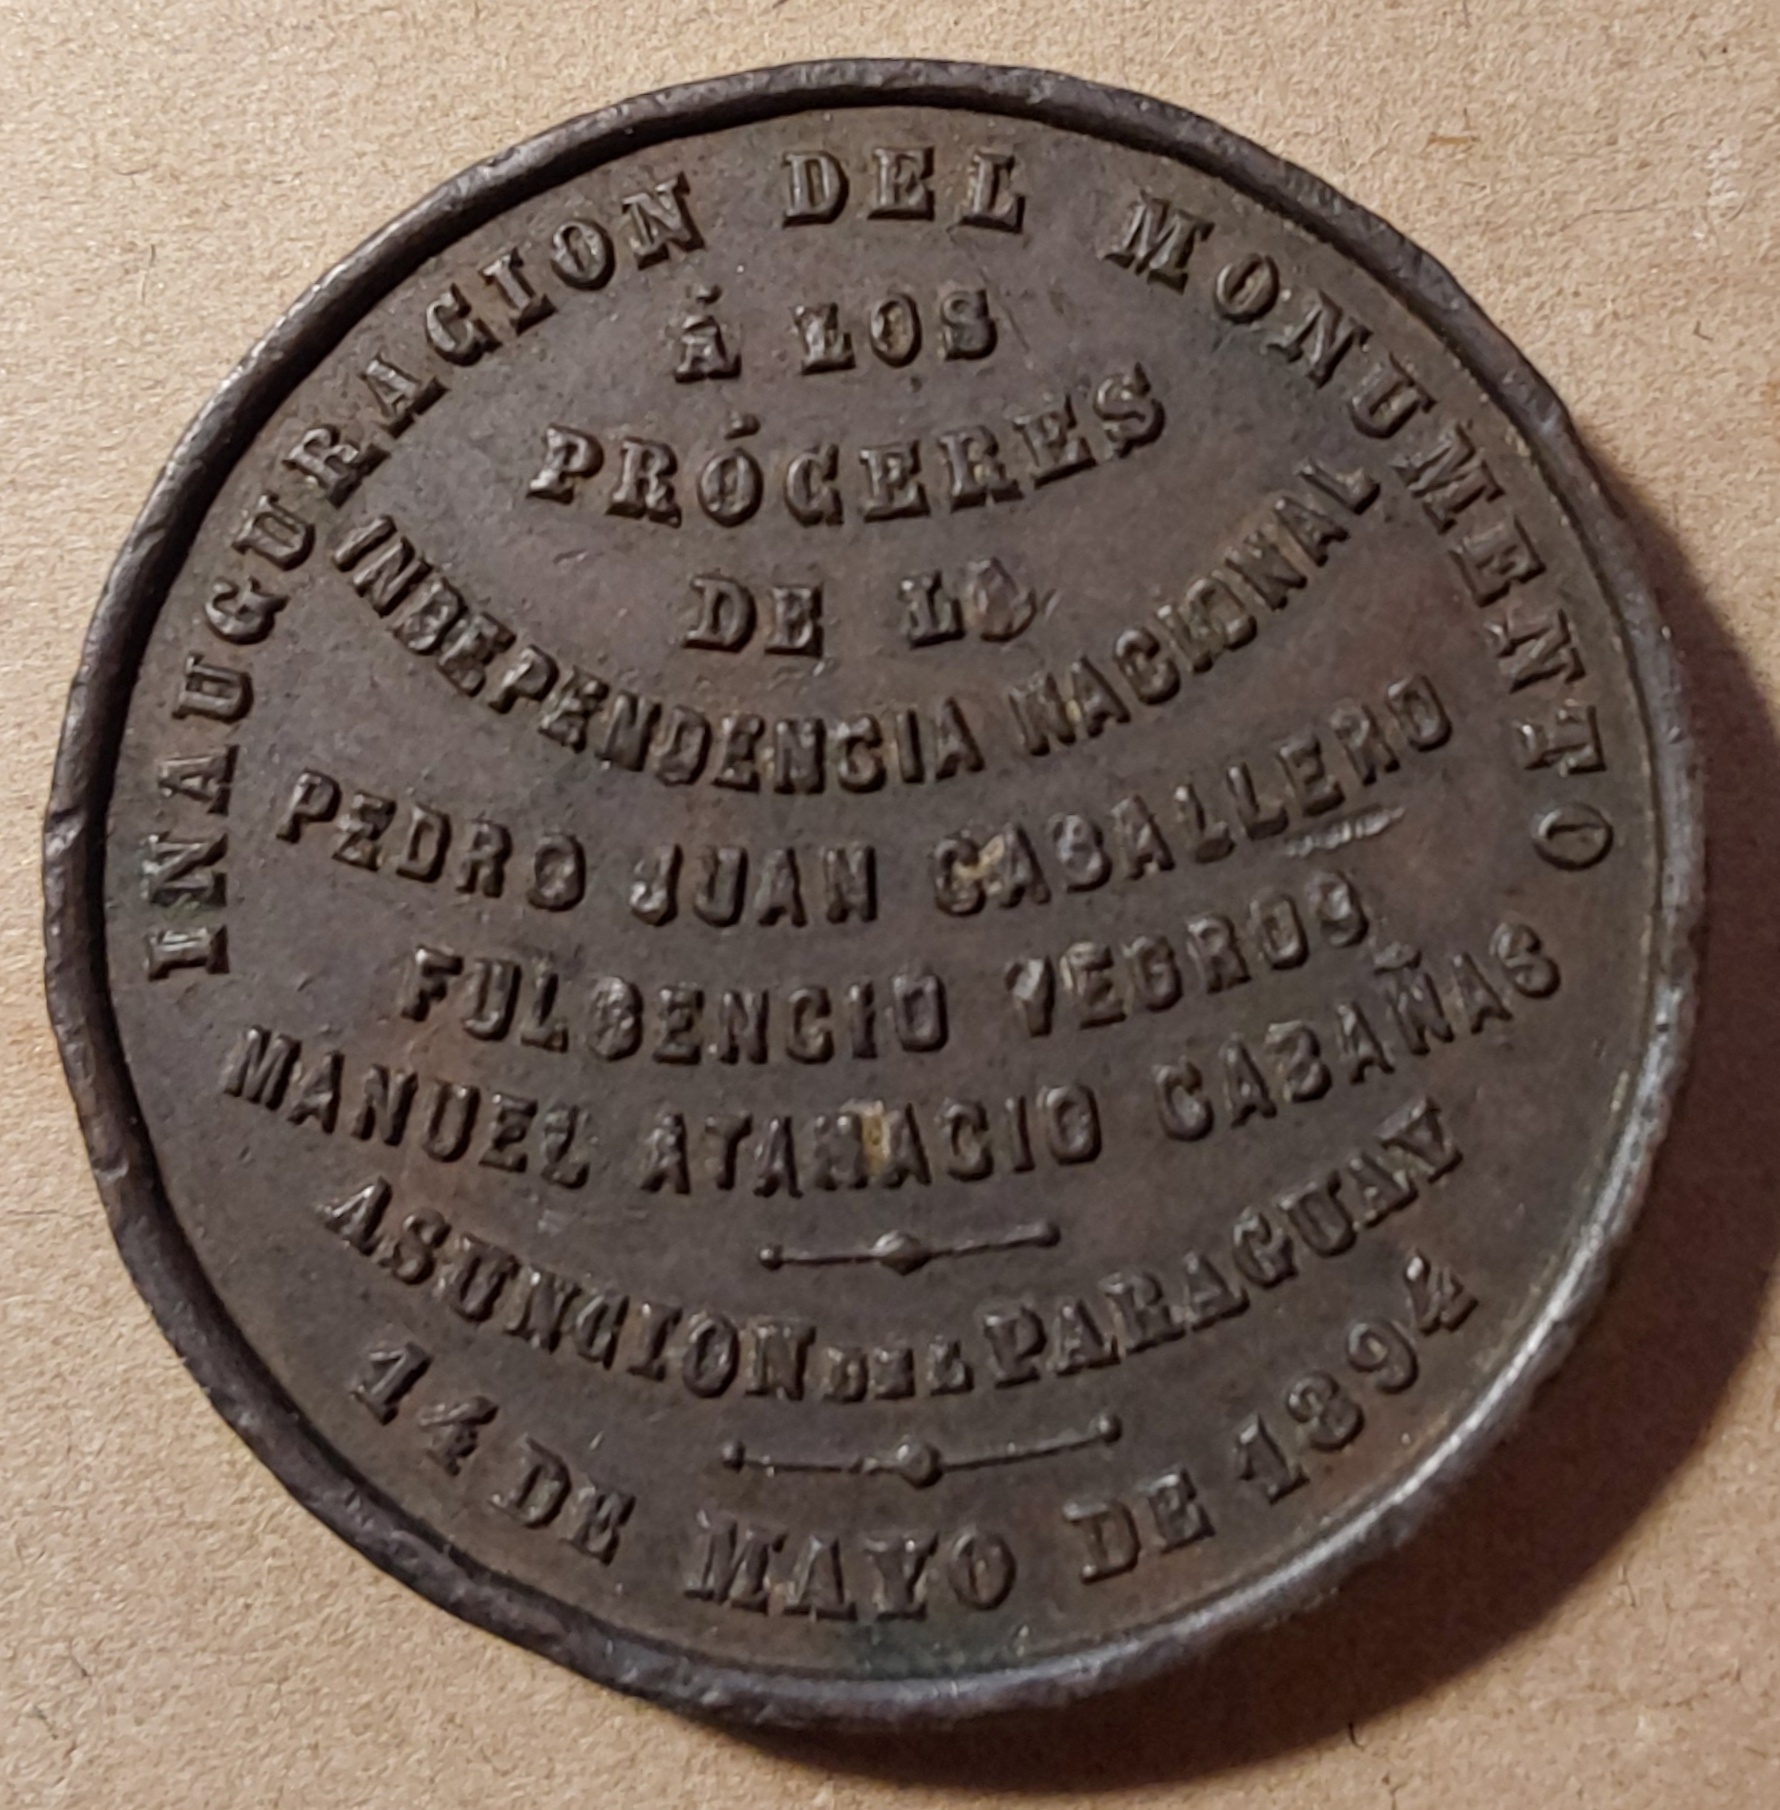 INAUGURACION DEL MONUMENTO
Á LOS
PRÓCERES
DE LA
INDEPENDENCIA NACIONAL
PEDRO JUAN CABALLERO
FULGENCIO YEGROS
MANUEL ATANACIO CABAÑAS
ASUNCION DEL PARAGUAY
14 DE MAYO DE 1894